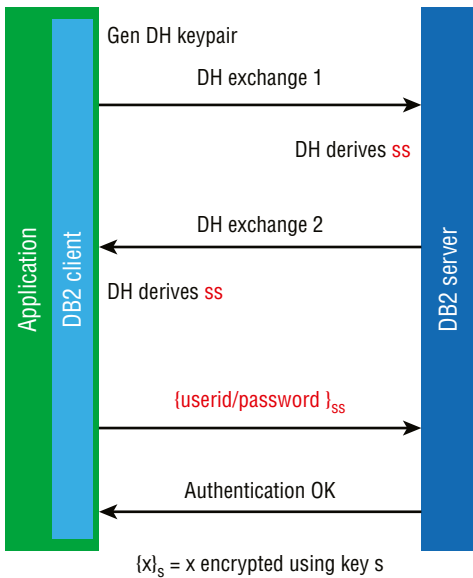 Gen DH keypair
DH exchange 1
DH derives ss
DH exchange 2
DH derives ss
{userid/password }ss
Authentication OK
{x}s = x encrypted using key s
Application
DB2 client
DB2 server